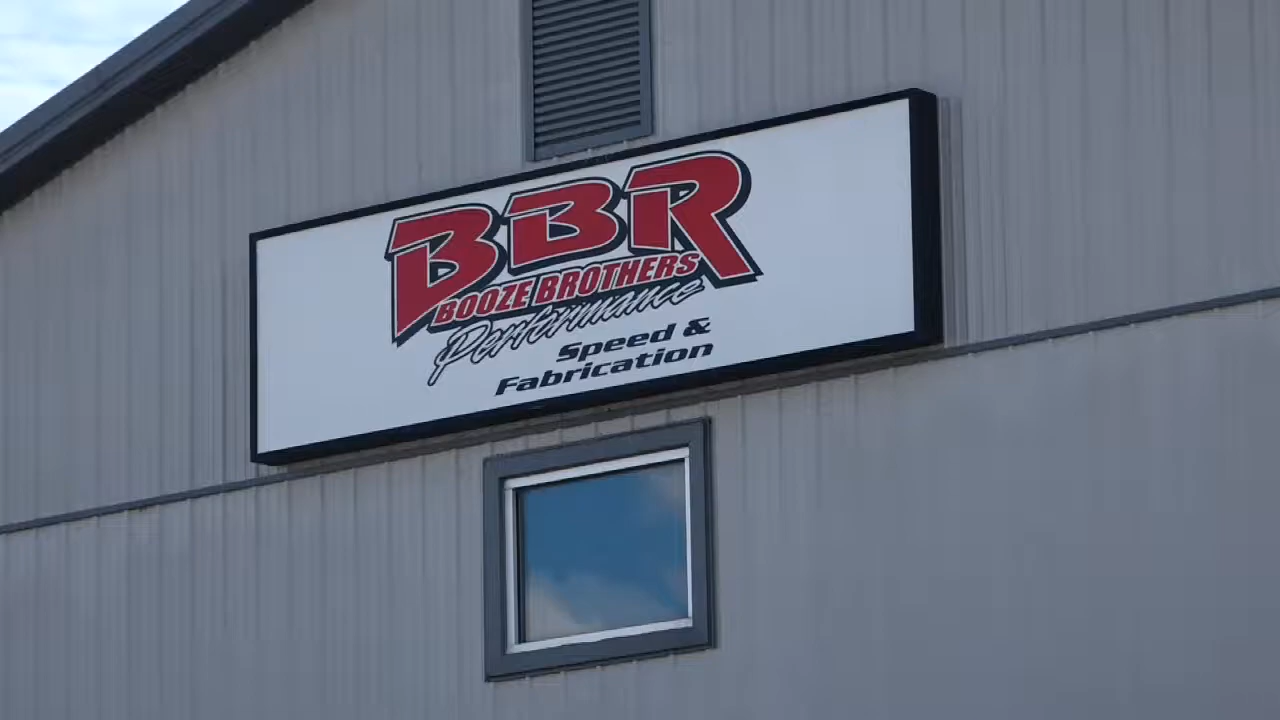 BBR
BOOZE BROTHERS
Performance
Speed &
Fabrication